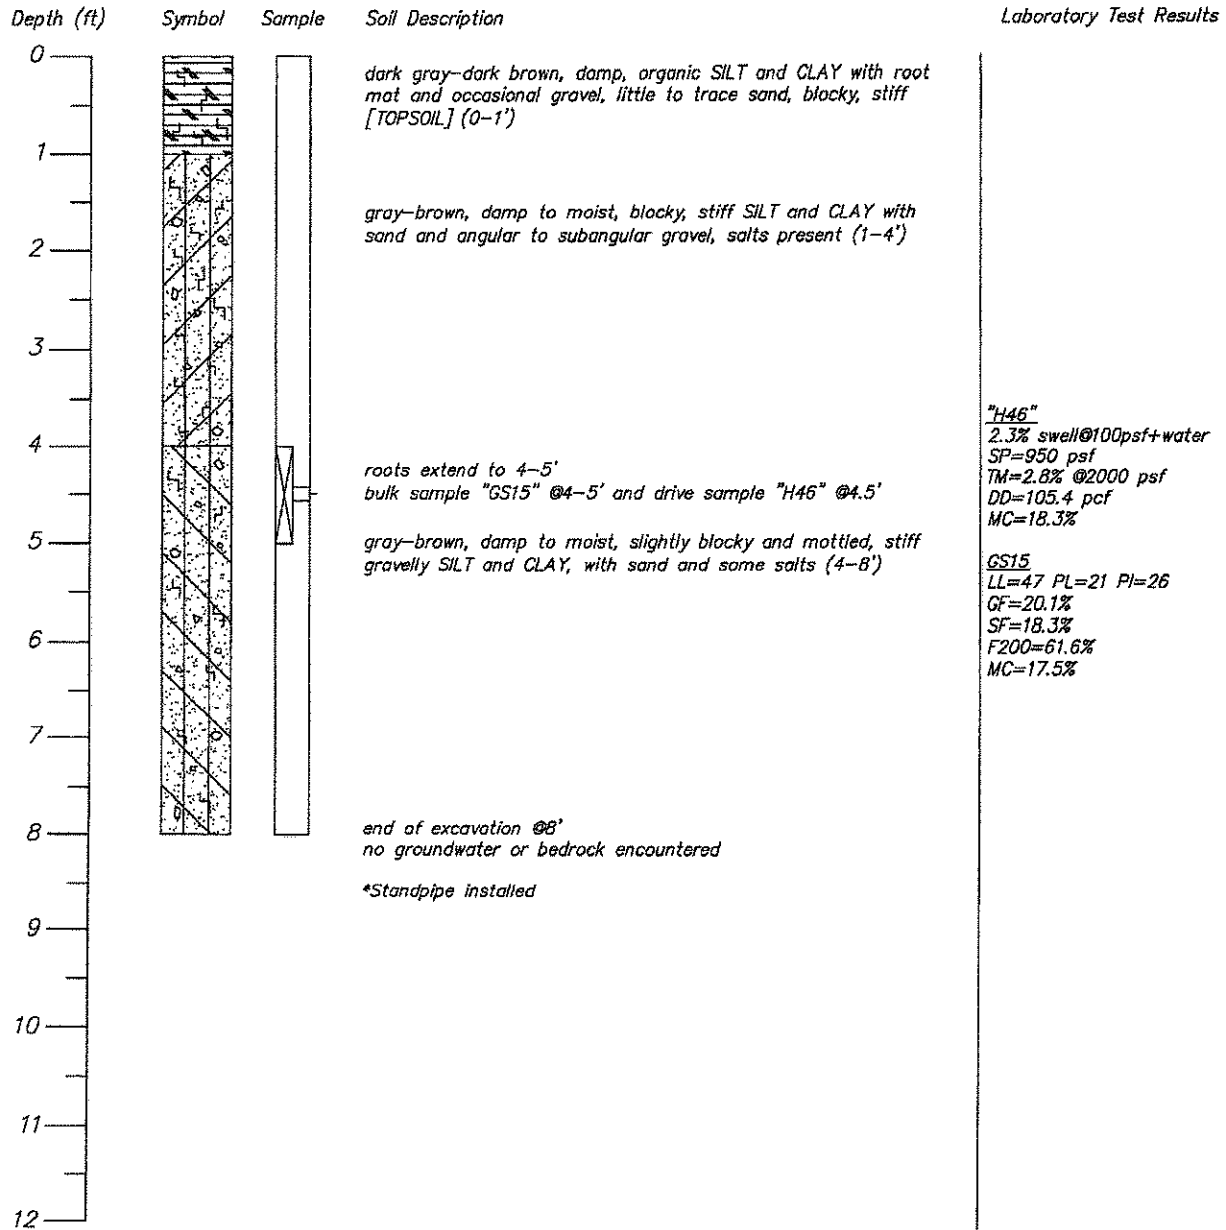 Depth (ft) Symbol Sample Soil Description Laboratory Test Results
0
dark gray-dark brown, damp, organic SILT and CLAY with root
mat and occasional gravel, little to trace sand, blocky, stiff
[TOPSOIL] (0-1')
1
gray-brown, damp to moist, blocky, stiff SILT and CLAY with
sand and angular to subangular gravel, salts present (1-4')
2
3
4
roots extend to 4-5'
bulk sample "GS15" @4-5' and drive sample "H46" @4.5'
5
gray-brown, damp to moist, slightly blocky and mottled, stiff
gravelly SILT and CLAY, with sand and some salts (4-8')
6
7
8
end of excavation @8'
no groundwater or bedrock encountered
*Standpipe installed
9
10
11
12
"H46"
2.3% swell@100psf+water
SP=950 psf
TM=2.8% @2000 psf
DD=105.4 pcf
MC=18.3%
GS15
LL=47 PL=21 PI=26
GF=20.1%
SF=18.3%
F200=61.6%
MC=17.5%